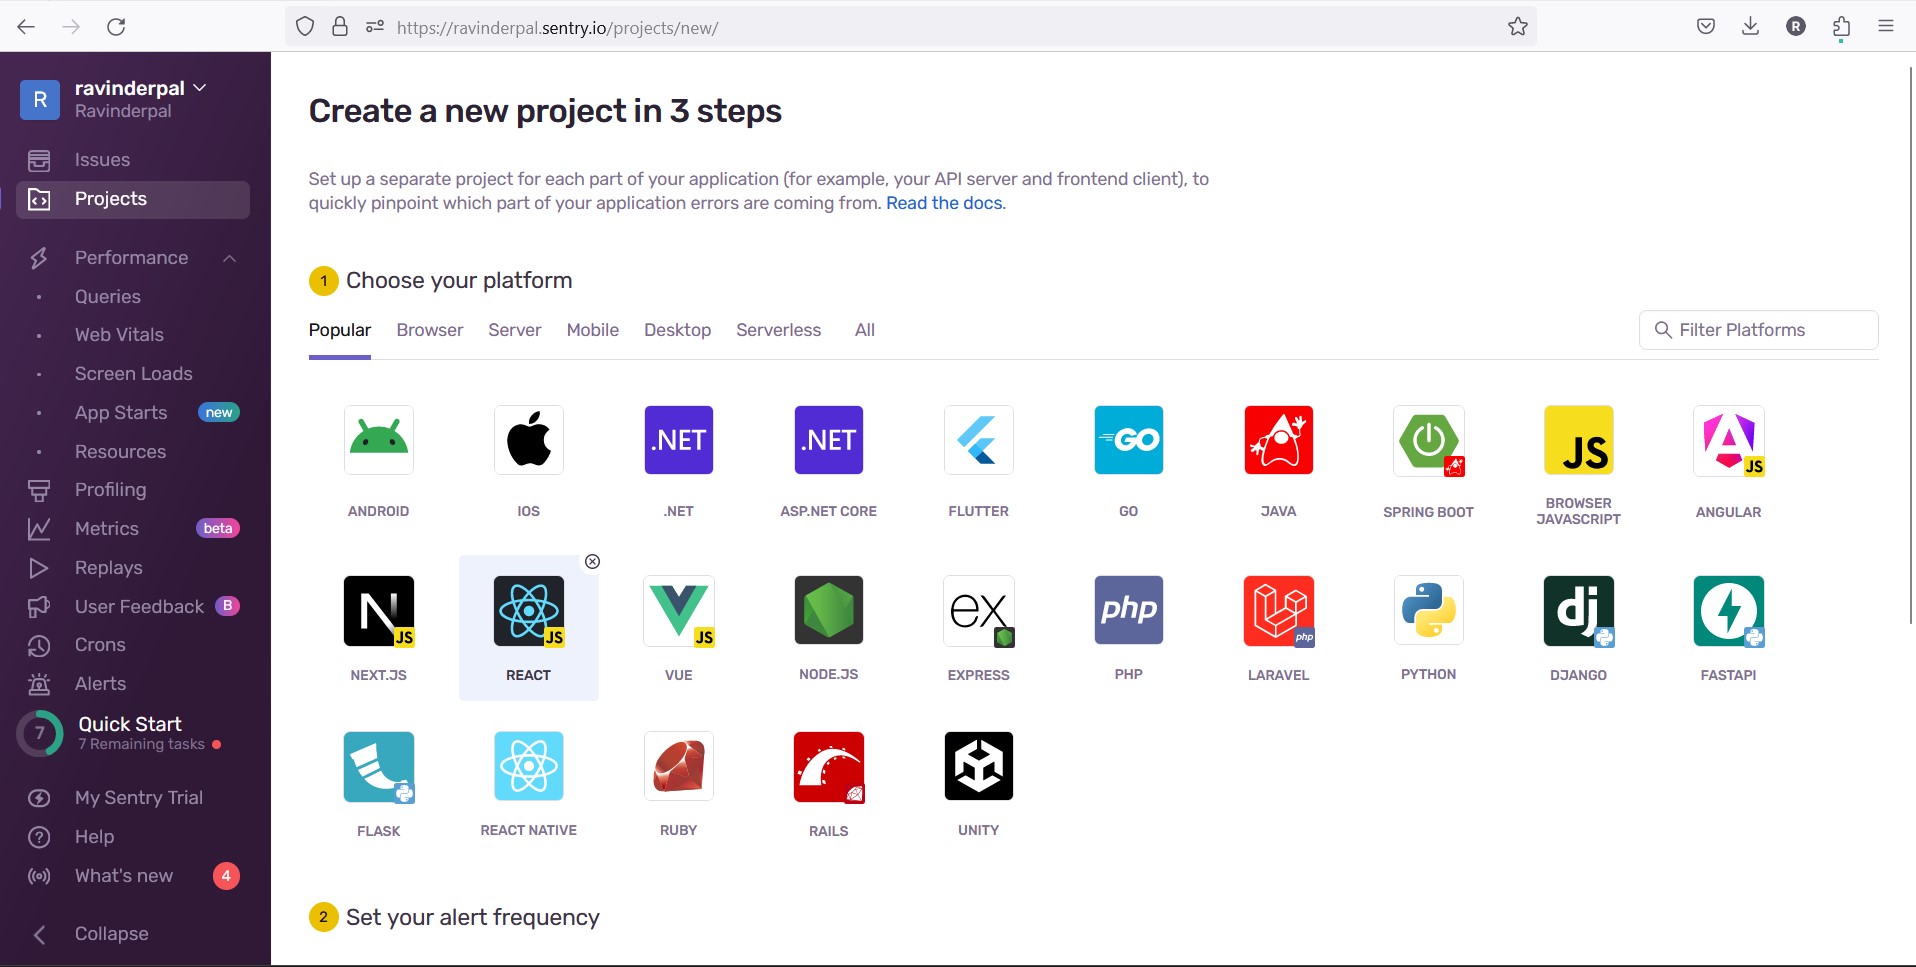 https://ravinderpal.sentry.io/projects/new/
R
R
ravinderpal
Ravinderpal
Issues
Projects
Performance
Queries
Web Vitals
Screen Loads
App Starts new
Resources
Profiling
Metrics beta
Replays
User Feedback B
Crons
Alerts
7
Quick Start
7 Remaining tasks
My Sentry Trial
Help
What's new 4
Collapse
Create a new project in 3 steps
Set up a separate project for each part of your application (for example, your API server and frontend client), to
quickly pinpoint which part of your application errors are coming from. Read the docs.
1 Choose your platform
Popular Browser Server Mobile Desktop Serverless All
Filter Platforms
.NET .NET GO JS JS
ANDROID IOS .NET ASP.NET CORE FLUTTER GO JAVA SPRING BOOT BROWSER JAVASCRIPT ANGULAR
N JS JS JS ex php php dj
NEXT.JS REACT VUE NODE.JS EXPRESS PHP LARAVEL PYTHON DJANGO FASTAPI
FLASK REACT NATIVE RUBY RAILS UNITY
2 Set your alert frequency